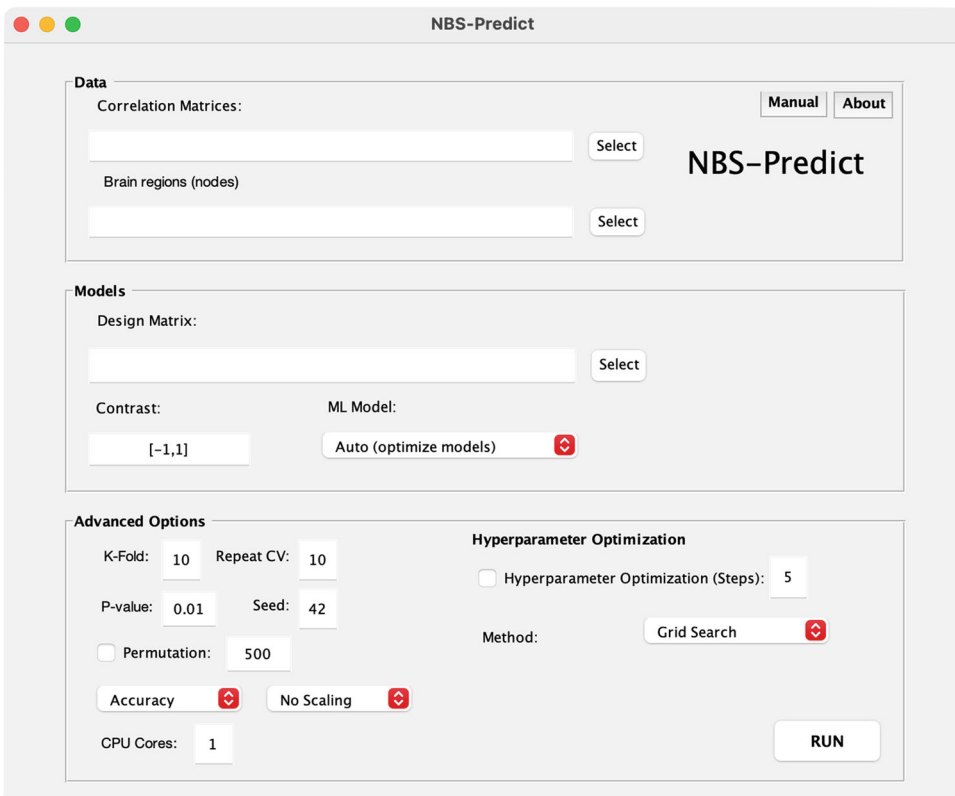 NBS-Predict
Data
Correlation Matrices:
Manual About
Select
NBS-Predict
Brain regions (nodes)
Select
Models
Design Matrix:
Select
Contrast: ML Model:
[-1,1] Auto (optimize models)
Advanced Options
Hyperparameter Optimization
K-Fold: 10 Repeat CV: 10
Hyperparameter Optimization (Steps): 5
P-value: 0.01 Seed: 42
Method: Grid Search
Permutation: 500
Accuracy No Scaling
CPU Cores: 1
RUN